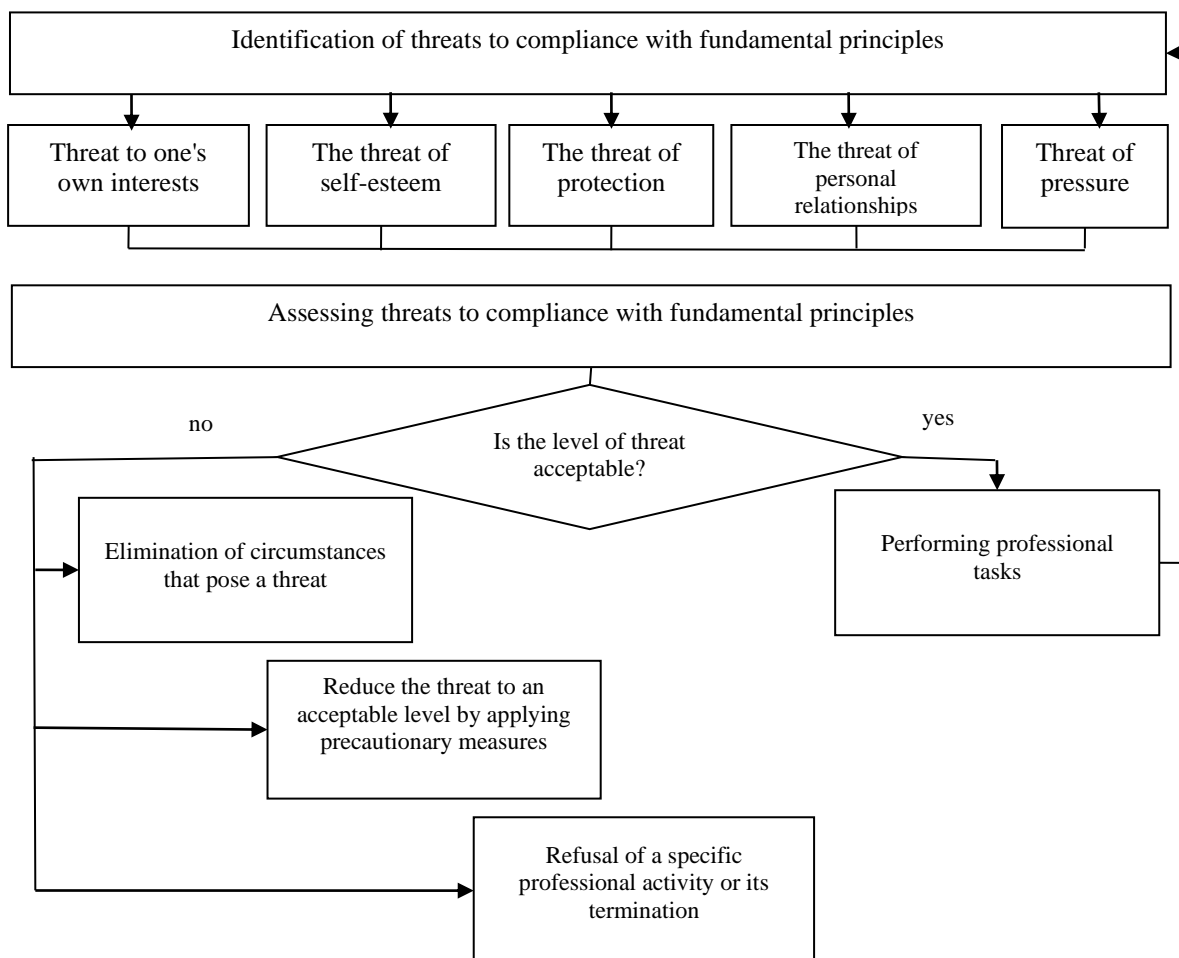 Identification of threats to compliance with fundamental principles
Threat to one's
own interests
The threat of
self-esteem
The threat of
protection
The threat of
personal
relationships
Threat of
pressure
Assessing threats to compliance with fundamental principles
no
yes
Is the level of threat
acceptable?
Elimination of circumstances
that pose a threat
Performing professional
tasks
Reduce the threat to an
acceptable level by applying
precautionary measures
Refusal of a specific
professional activity or its
termination